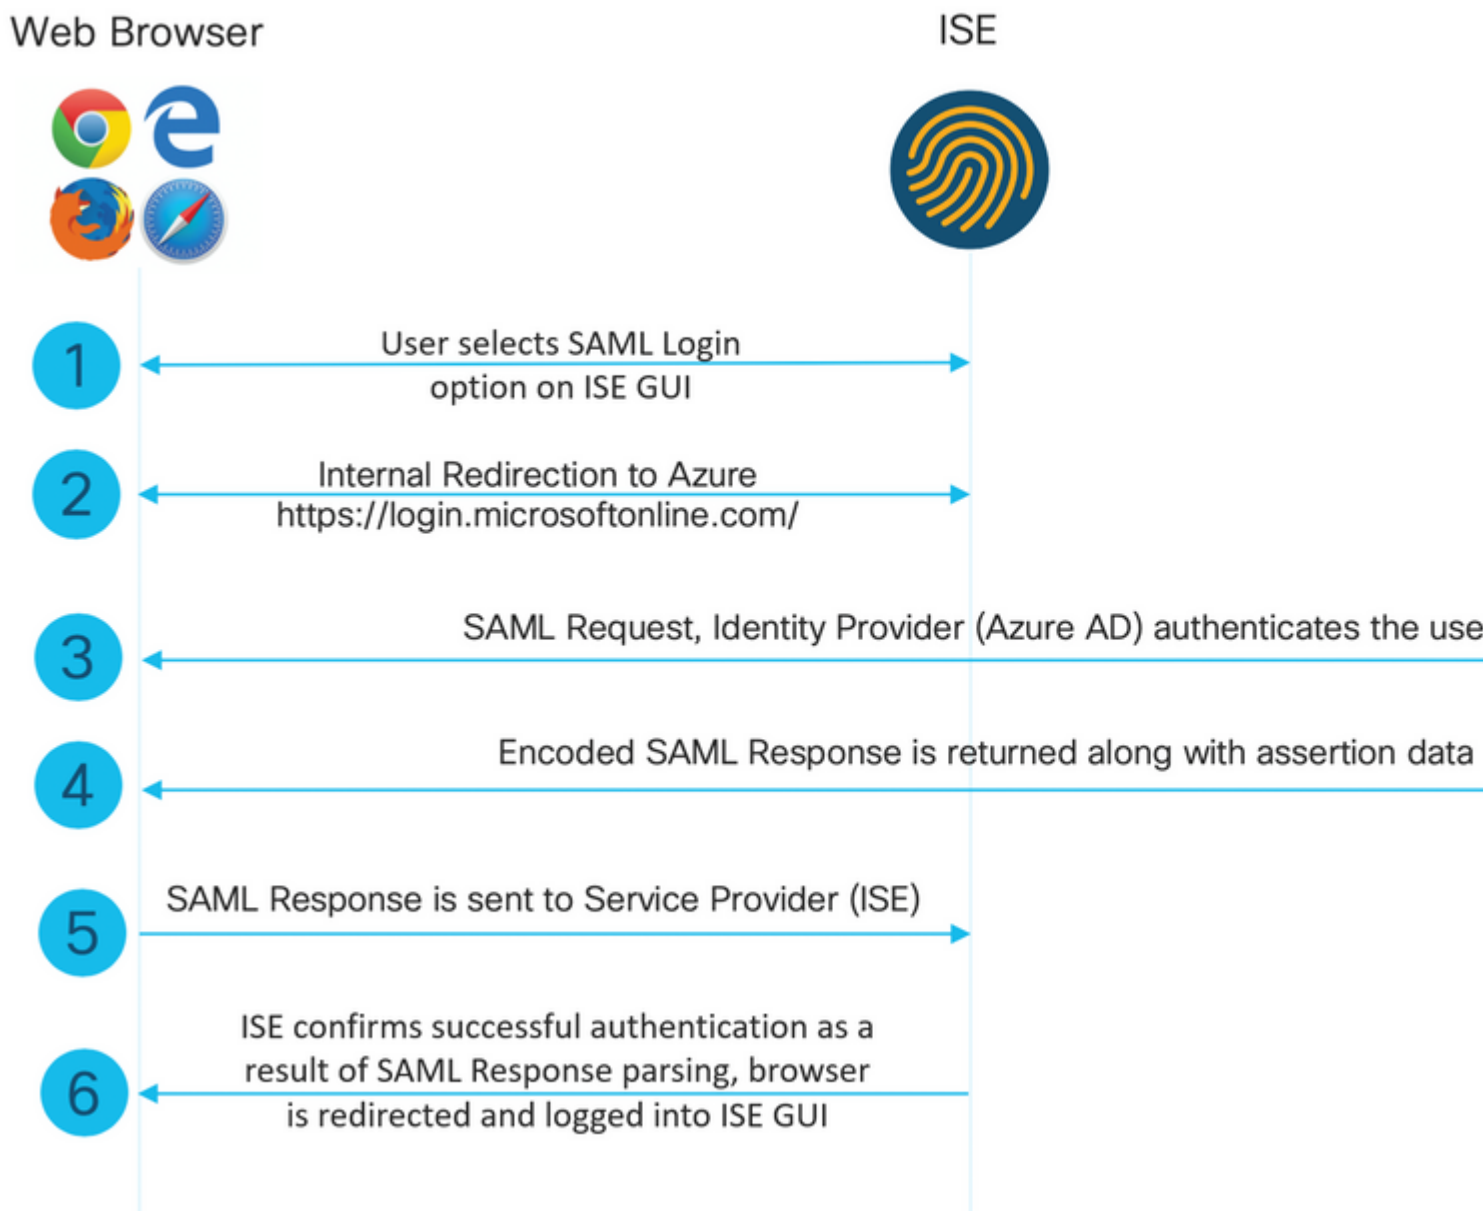 Web Browser
ISE
1
User selects SAML Login
option on ISE GUI
2
Internal Redirection to Azure
https://login.microsoftonline.com/
3
SAML Request, Identity Provider (Azure AD) authenticates the use
4
Encoded SAML Response is returned along with assertion data
5
SAML Response is sent to Service Provider (ISE)
6
ISE confirms successful authentication as a
result of SAML Response parsing, browser
is redirected and logged into ISE GUI